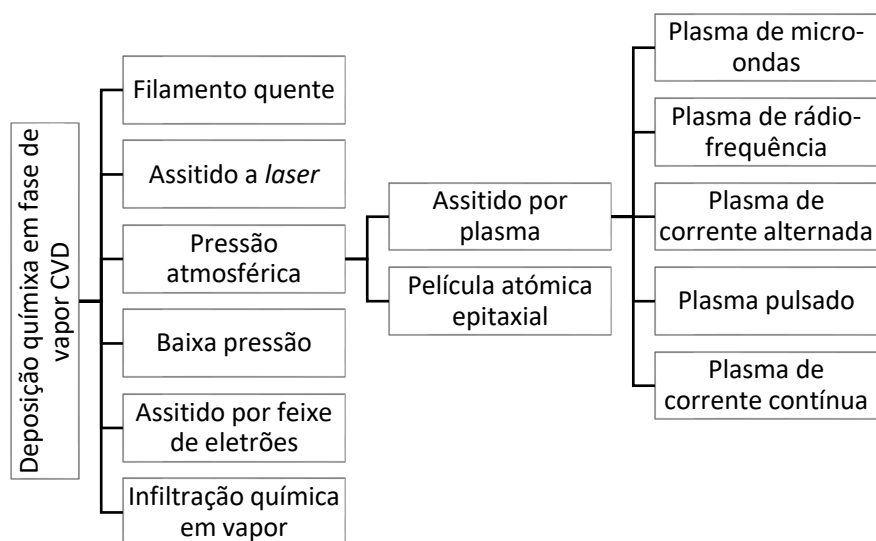 Deposição químixa em fase de
vapor CVD
Filamento quente
Assitido a laser
Pressão
atmosférica
Baixa pressão
Assitido por feixe
de eletrões
Infiltração química
em vapor
Assitido por
plasma
Película atómica
epitaxial
Plasma de micro-
ondas
Plasma de rádio-
frequência
Plasma de
corrente alternada
Plasma pulsado
Plasma de
corrente contínua